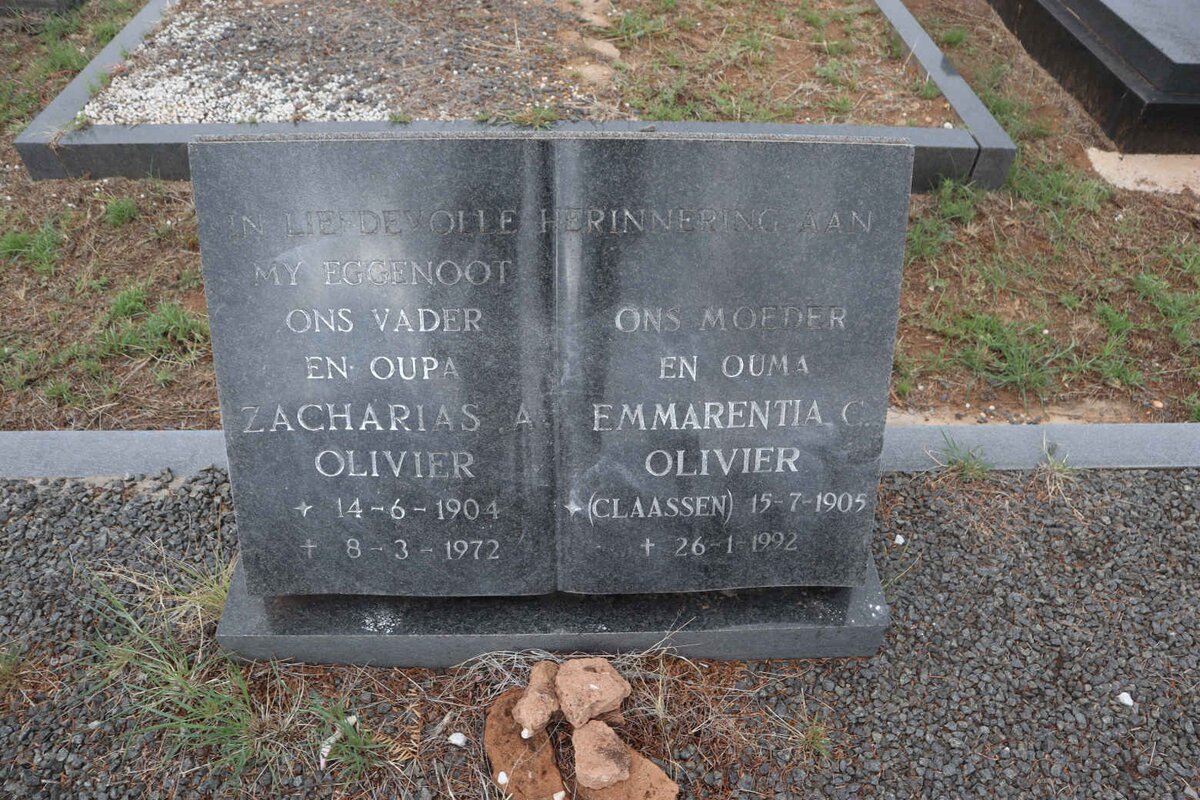 IN LIEFDEVOLLE HERINNERING AAN
MY EGGENOOT
ONS VADER
EN OUPA
ZACHARIAS A
OLIVIER
✦ 14-6-1904
✝ 8-3-1972
ONS MOEDER
EN OUMA
EMMARENTIA C.
OLIVIER
✦(CLAASSEN) 15-7-1905
✝ 26-1-1992